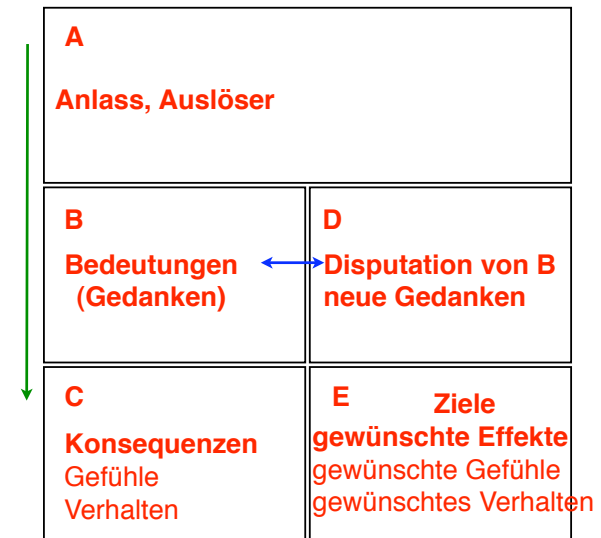 A
Anlass, Auslöser
B
Bedeutungen
(Gedanken)
D
Disputation von B
neue Gedanken
C
Konsequenzen
Gefühle
Verhalten
E
Ziele
gewünschte Effekte
gewünschte Gefühle
gewünschtes Verhalten